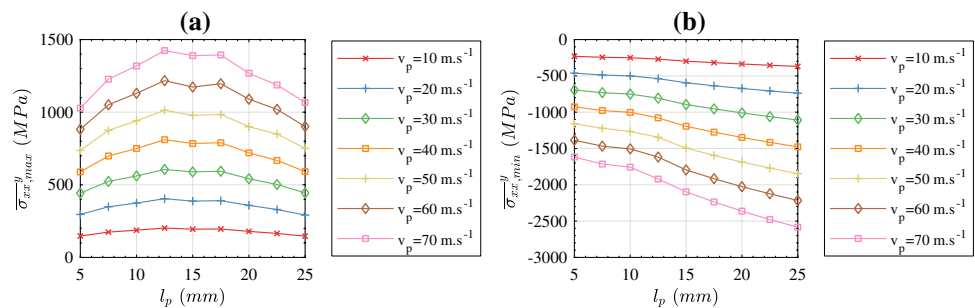 (a)
1500
1000
500
0
5
10
15
20
25
l_p (mm)
σ̅_{xx,max}^y (MPa)
v_p=10 m.s⁻¹
v_p=20 m.s⁻¹
v_p=30 m.s⁻¹
v_p=40 m.s⁻¹
v_p=50 m.s⁻¹
v_p=60 m.s⁻¹
v_p=70 m.s⁻¹
(b)
0
-500
-1000
-1500
-2000
-2500
-3000
5
10
15
20
25
l_p (mm)
σ̅_{xx,min}^y (MPa)
v_p=10 m.s⁻¹
v_p=20 m.s⁻¹
v_p=30 m.s⁻¹
v_p=40 m.s⁻¹
v_p=50 m.s⁻¹
v_p=60 m.s⁻¹
v_p=70 m.s⁻¹